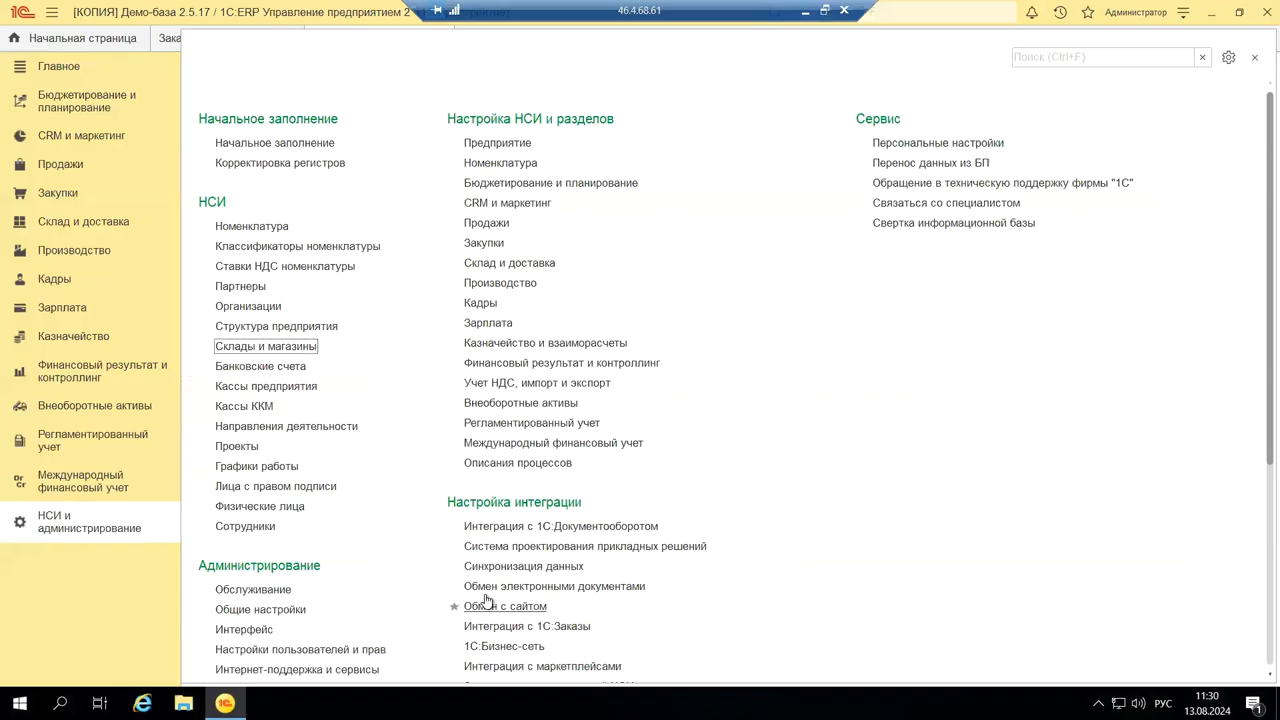 [КОПИЯ] Демо-база 2.5.17 / 1С:ERP Управление предприятием 2
46.4.68.61
Администратор
Начальная страница
Зака
Поиск (Ctrl+F)
Главное
Бюджетирование и
планирование
CRM и маркетинг
Продажи
Закупки
Склад и доставка
Производство
Кадры
Зарплата
Казначейство
Финансовый результат и
контроллинг
Внеоборотные активы
Регламентированный
учет
Международный
финансовый учет
НСИ и
администрирование
Начальное заполнение
Начальное заполнение
Корректировка регистров
НСИ
Номенклатура
Классификаторы номенклатуры
Ставки НДС номенклатуры
Партнеры
Организации
Структура предприятия
Склады и магазины
Банковские счета
Кассы предприятия
Кассы ККМ
Направления деятельности
Проекты
Графики работы
Лица с правом подписи
Физические лица
Сотрудники
Администрирование
Обслуживание
Общие настройки
Интерфейс
Настройки пользователей и прав
Интернет-поддержка и сервисы
Настройка НСИ и разделов
Предприятие
Номенклатура
Бюджетирование и планирование
CRM и маркетинг
Продажи
Закупки
Склад и доставка
Производство
Кадры
Зарплата
Казначейство и взаиморасчеты
Финансовый результат и контроллинг
Учет НДС, импорт и экспорт
Внеоборотные активы
Регламентированный учет
Международный финансовый учет
Описания процессов
Настройка интеграции
Интеграция с 1С:Документооборотом
Система проектирования прикладных решений
Синхронизация данных
Обмен электронными документами
Обмен с сайтом
Интеграция с 1С:Заказы
1С:Бизнес-сеть
Интеграция с маркетплейсами
Сервис
Персональные настройки
Перенос данных из БП
Обращение в техническую поддержку фирмы "1С"
Связаться со специалистом
Свертка информационной базы
РУС
11:30
13.08.2024
1